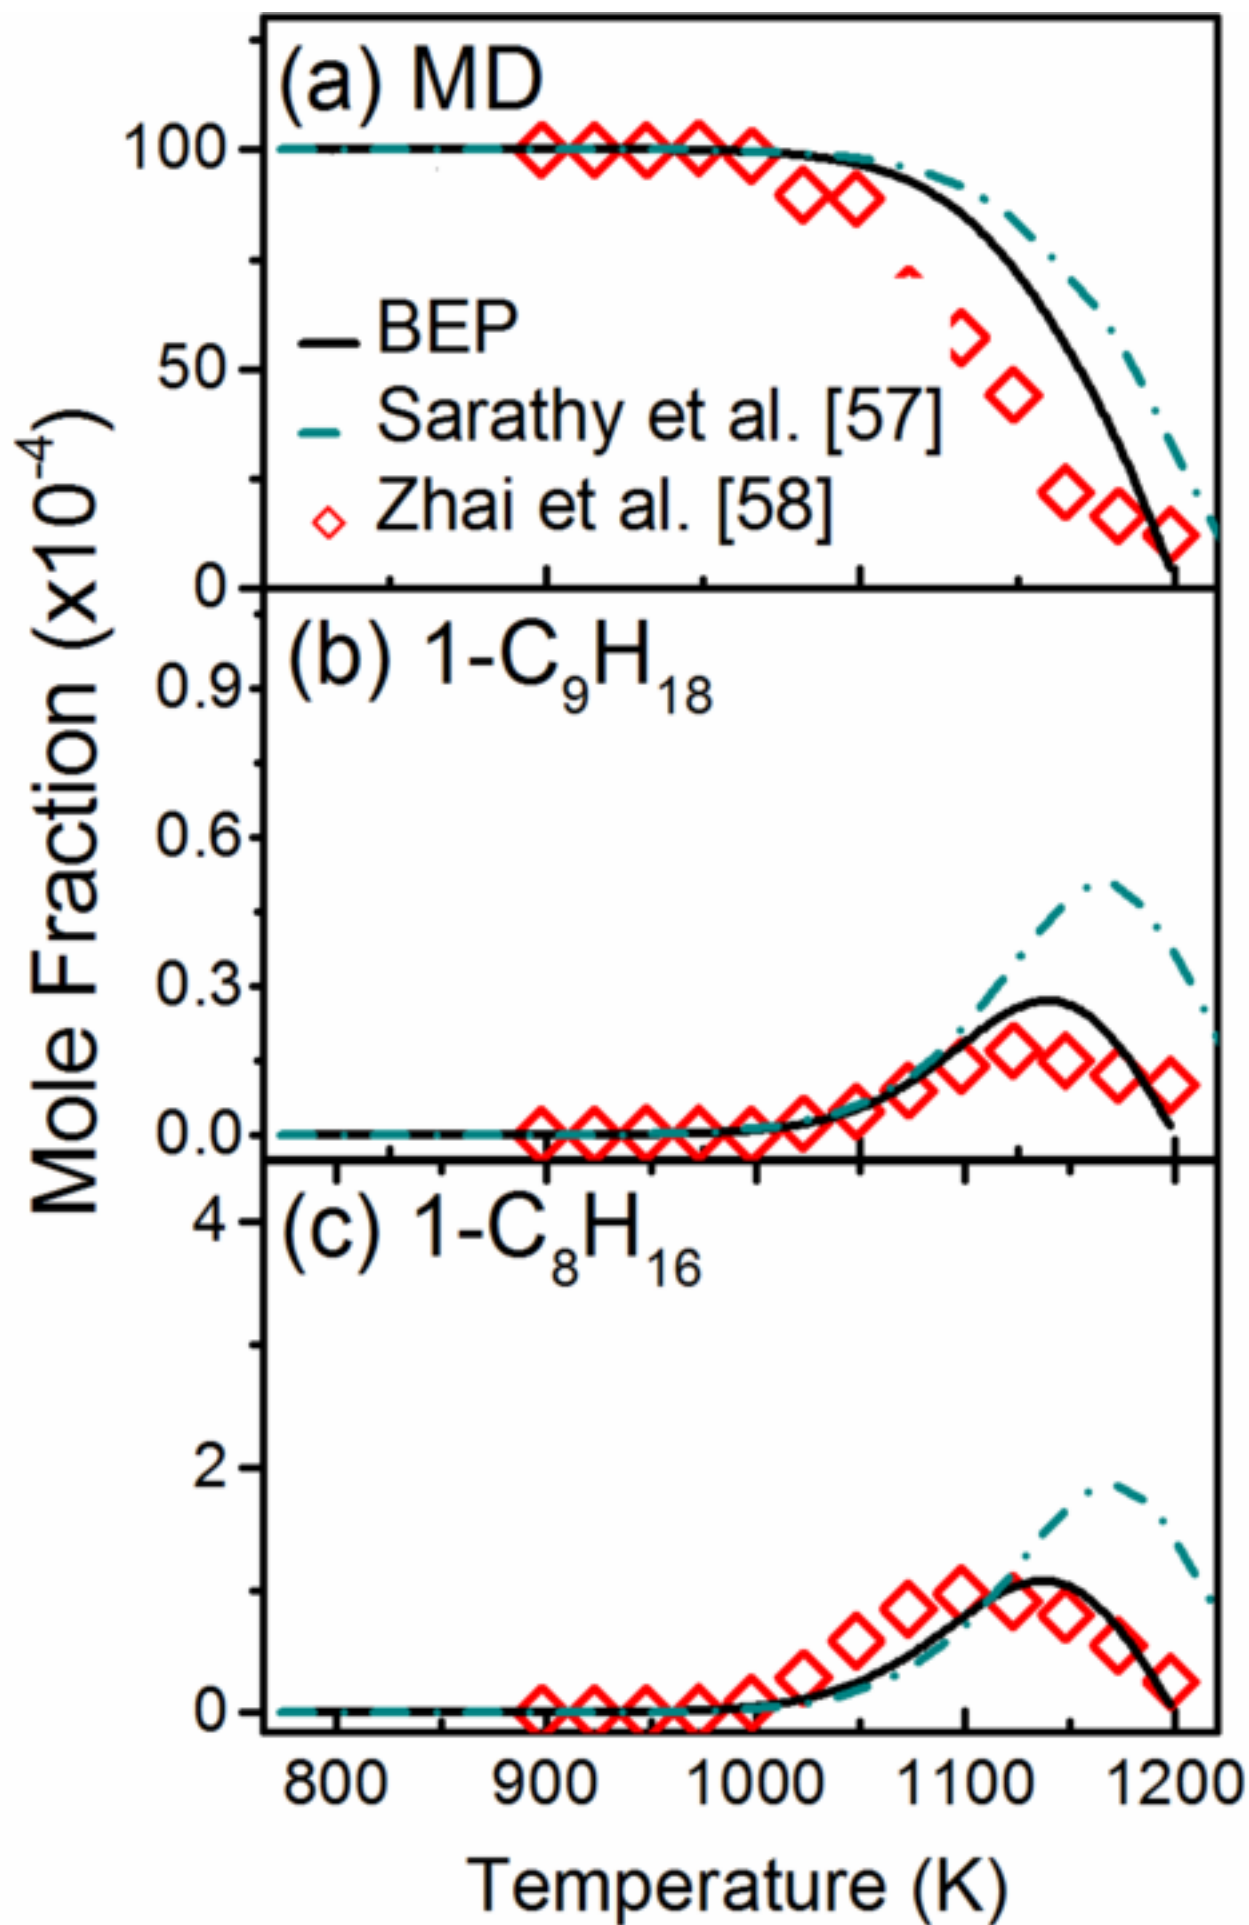 (a) MD
100
50
0
BEP
Sarathy et al. [57]
Zhai et al. [58]
Mole Fraction (x10⁻⁴)
(b) 1-C₉H₁₈
0.9
0.6
0.3
0.0
(c) 1-C₈H₁₆
4
2
0
800 900 1000 1100 1200
Temperature (K)